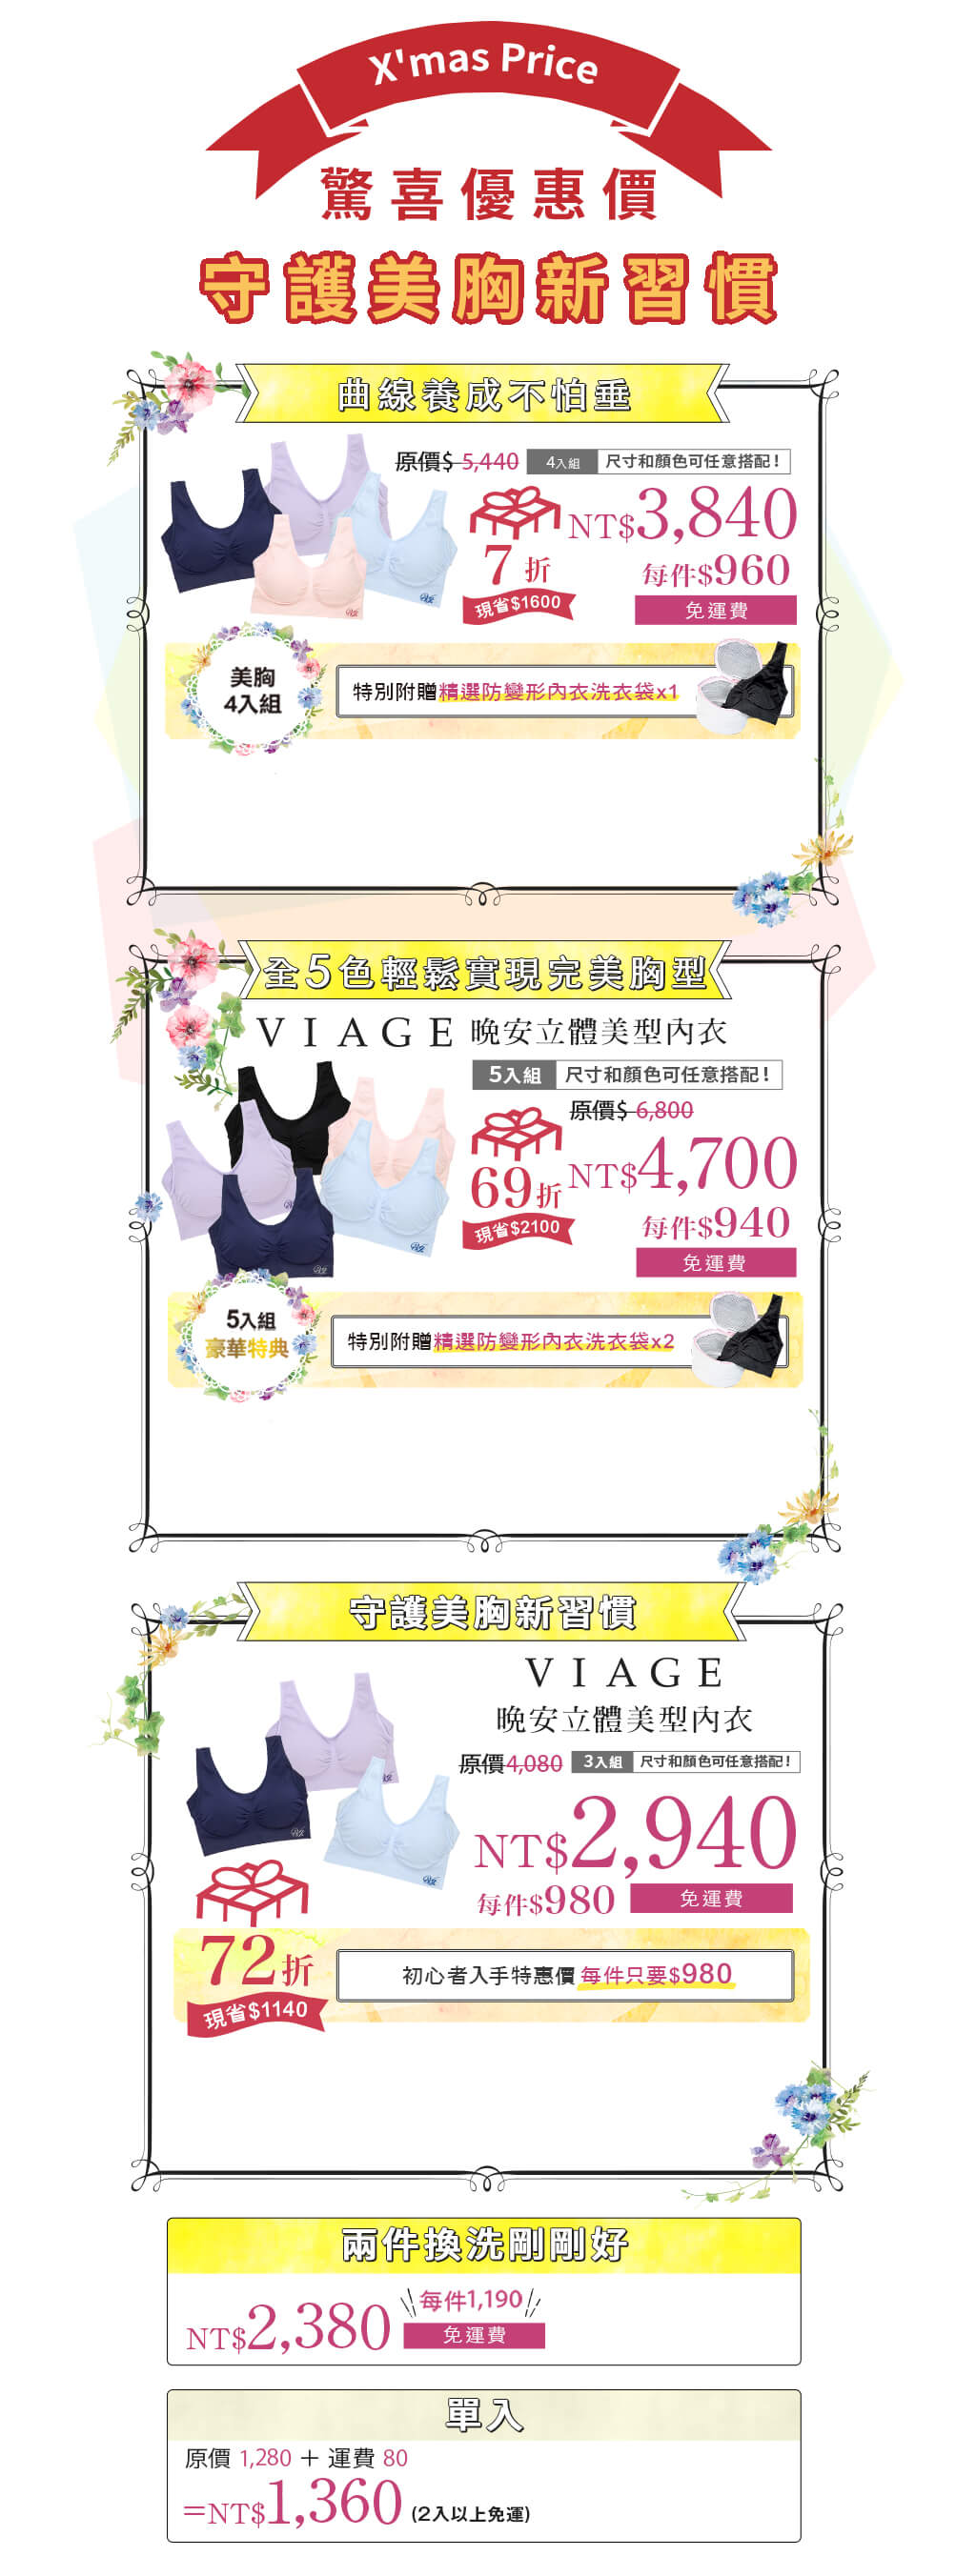 X'mas Price
驚喜優惠價
守護美胸新習慣
曲線養成不怕垂
原價$ 5,440 4入組 尺寸和顏色可任意搭配!
NT$3,840
7折
每件$960
現省$1600
免運費
美胸
4入組
特別附贈精選防變形內衣洗衣袋x1
全5色輕鬆實現完美胸型
VIAGE 晚安立體美型內衣
5入組 尺寸和顏色可任意搭配!
原價$ 6,800
NT$4,700
69折
每件$940
現省$2100
免運費
5入組
豪華特典
特別附贈精選防變形內衣洗衣袋x2
守護美胸新習慣
VIAGE
晚安立體美型內衣
原價4,080 3入組 尺寸和顏色可任意搭配!
NT$2,940
每件$980 免運費
72折
現省$1140
初心者入手特惠價 每件只要$980
兩件換洗剛剛好
NT$2,380
每件1,190
免運費
單入
原價 1,280 + 運費 80
=NT$1,360 (2入以上免運)